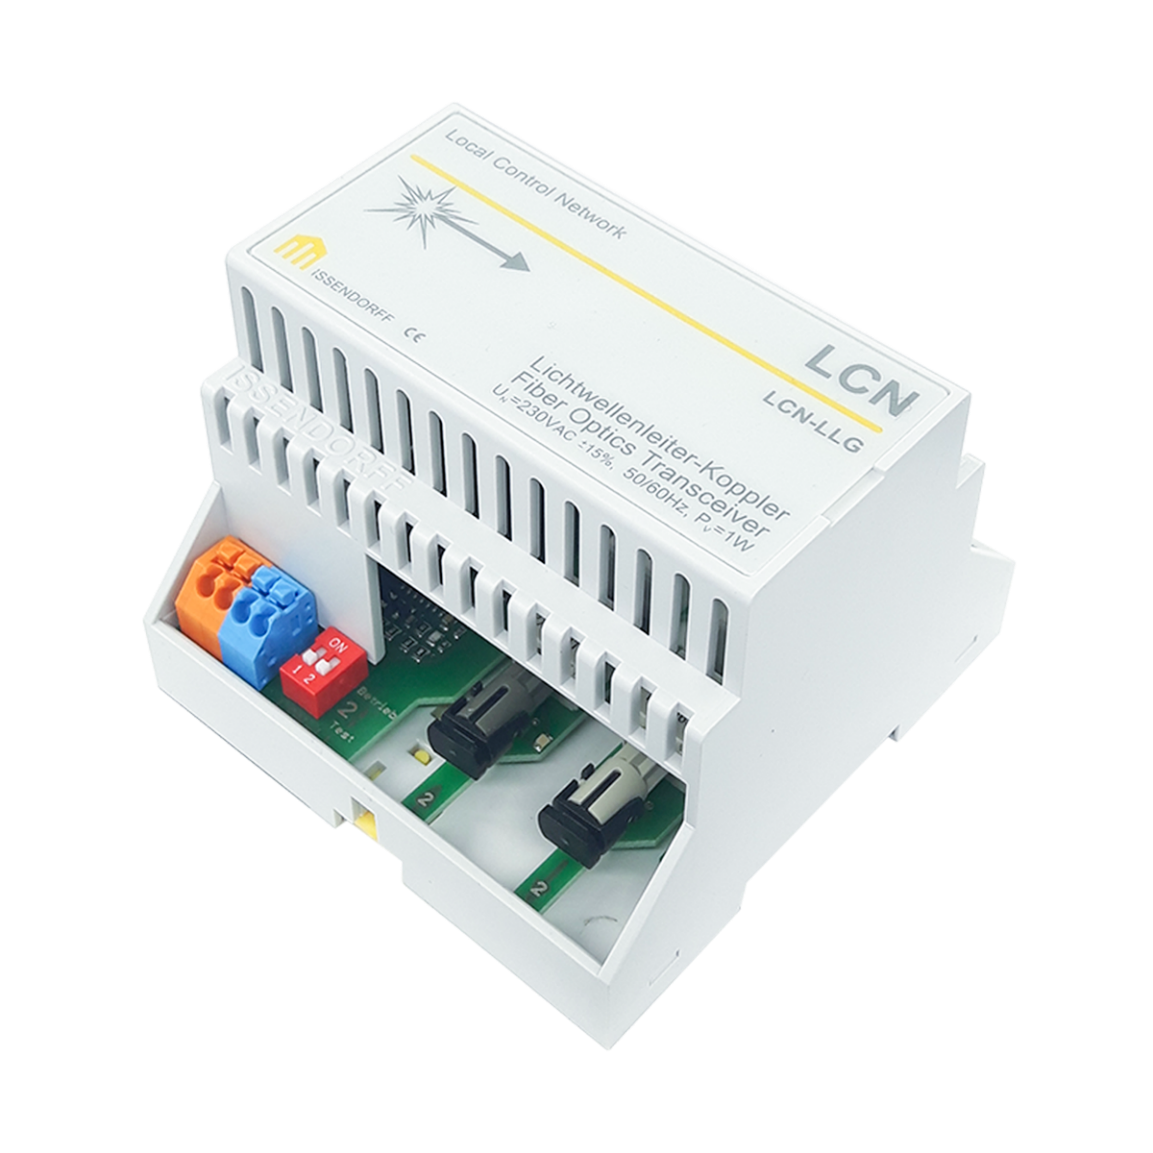 Local Control Network
ISSENDORFF CE
LCN
LCN-LLG
Lichtwellenleiter-Koppler
Fiber Optics Transceiver
UN=230VAC ±15%, 50/60Hz, PV=1W
ISSENDORFF
ON
1 2
Betrieb
2
Test
2
2